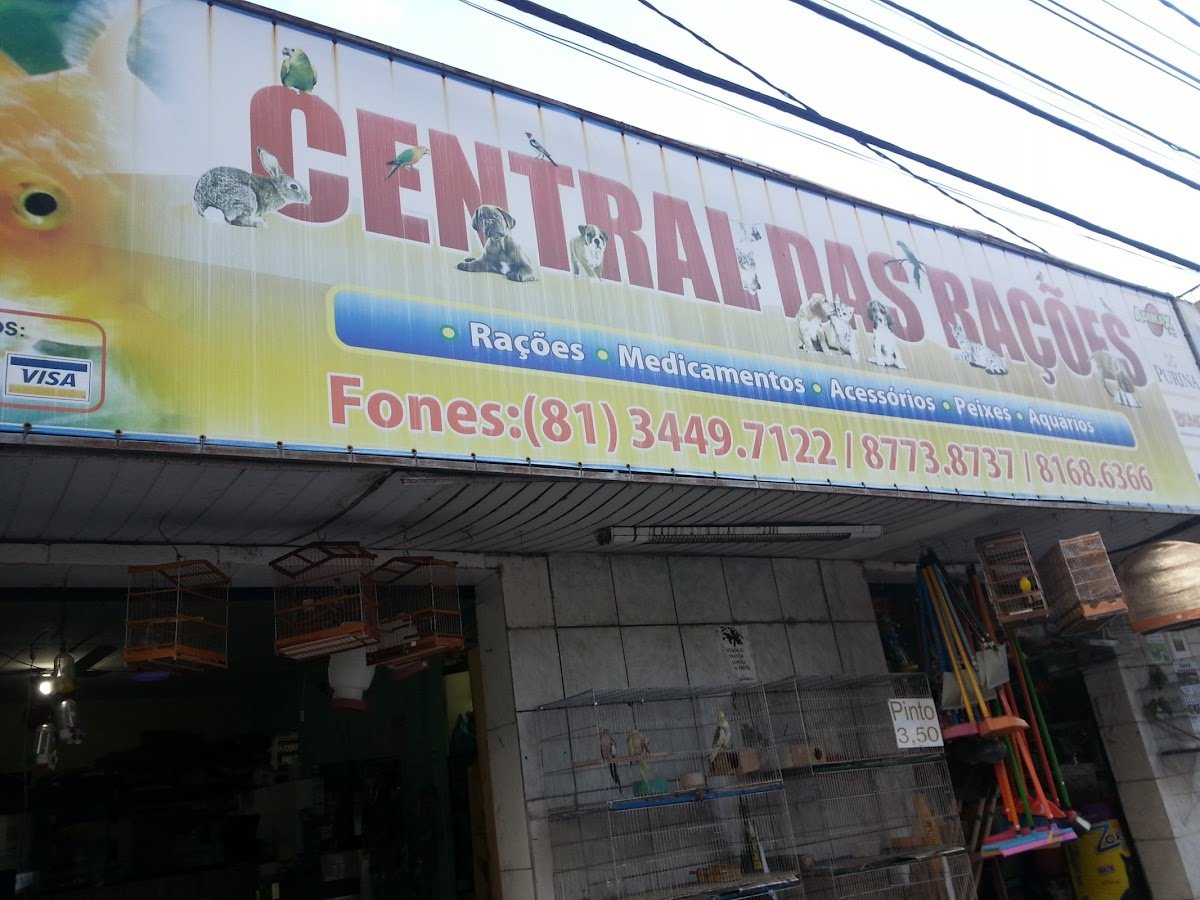 CENTRAL DAS RAÇÕES
OS:
VISA
• Rações • Medicamentos • Acessórios • Peixes • Aquários
Fones:(81) 3449.7122 / 8773.8737 / 8168.6366
PURINA
Pinto
3,50